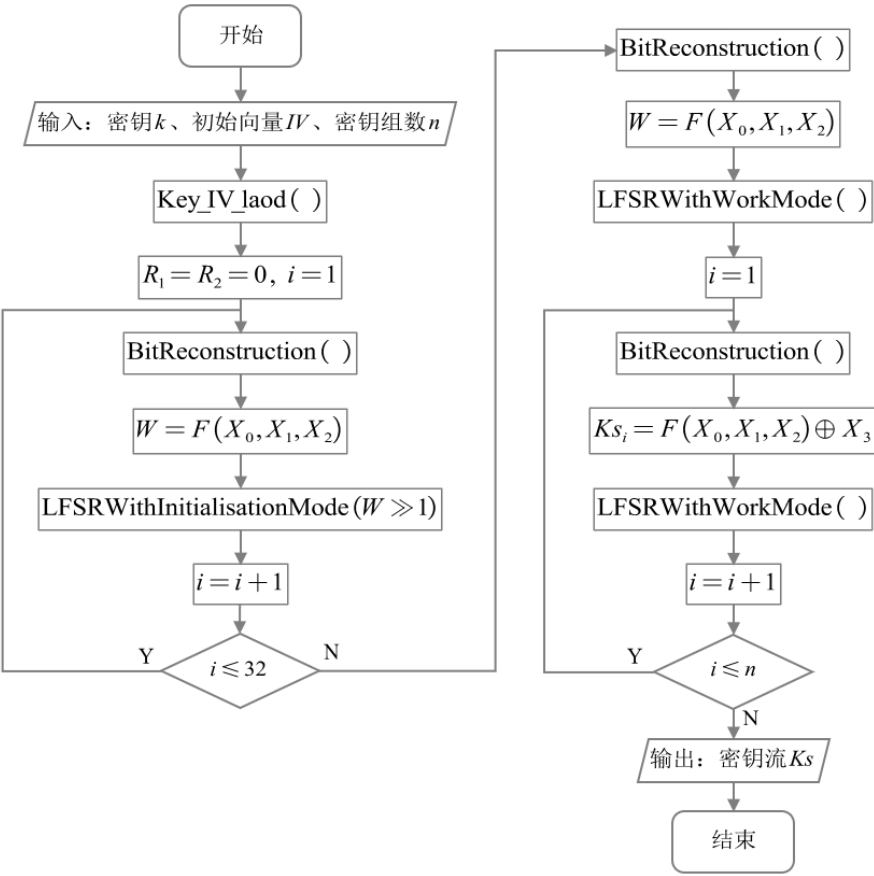 开始
输入：密钥k、初始向量IV、密钥组数n
Key_IV_laod( )
R₁=R₂=0, i=1
BitReconstruction( )
W=F(X₀,X₁,X₂)
LFSRWithInitialisationMode(W≫1)
i=i+1
Y
i≤32
N
BitReconstruction( )
W=F(X₀,X₁,X₂)
LFSRWithWorkMode( )
i=1
BitReconstruction( )
Ksᵢ=F(X₀,X₁,X₂)⊕X₃
LFSRWithWorkMode( )
i=i+1
Y
i≤n
N
输出：密钥流Ks
结束